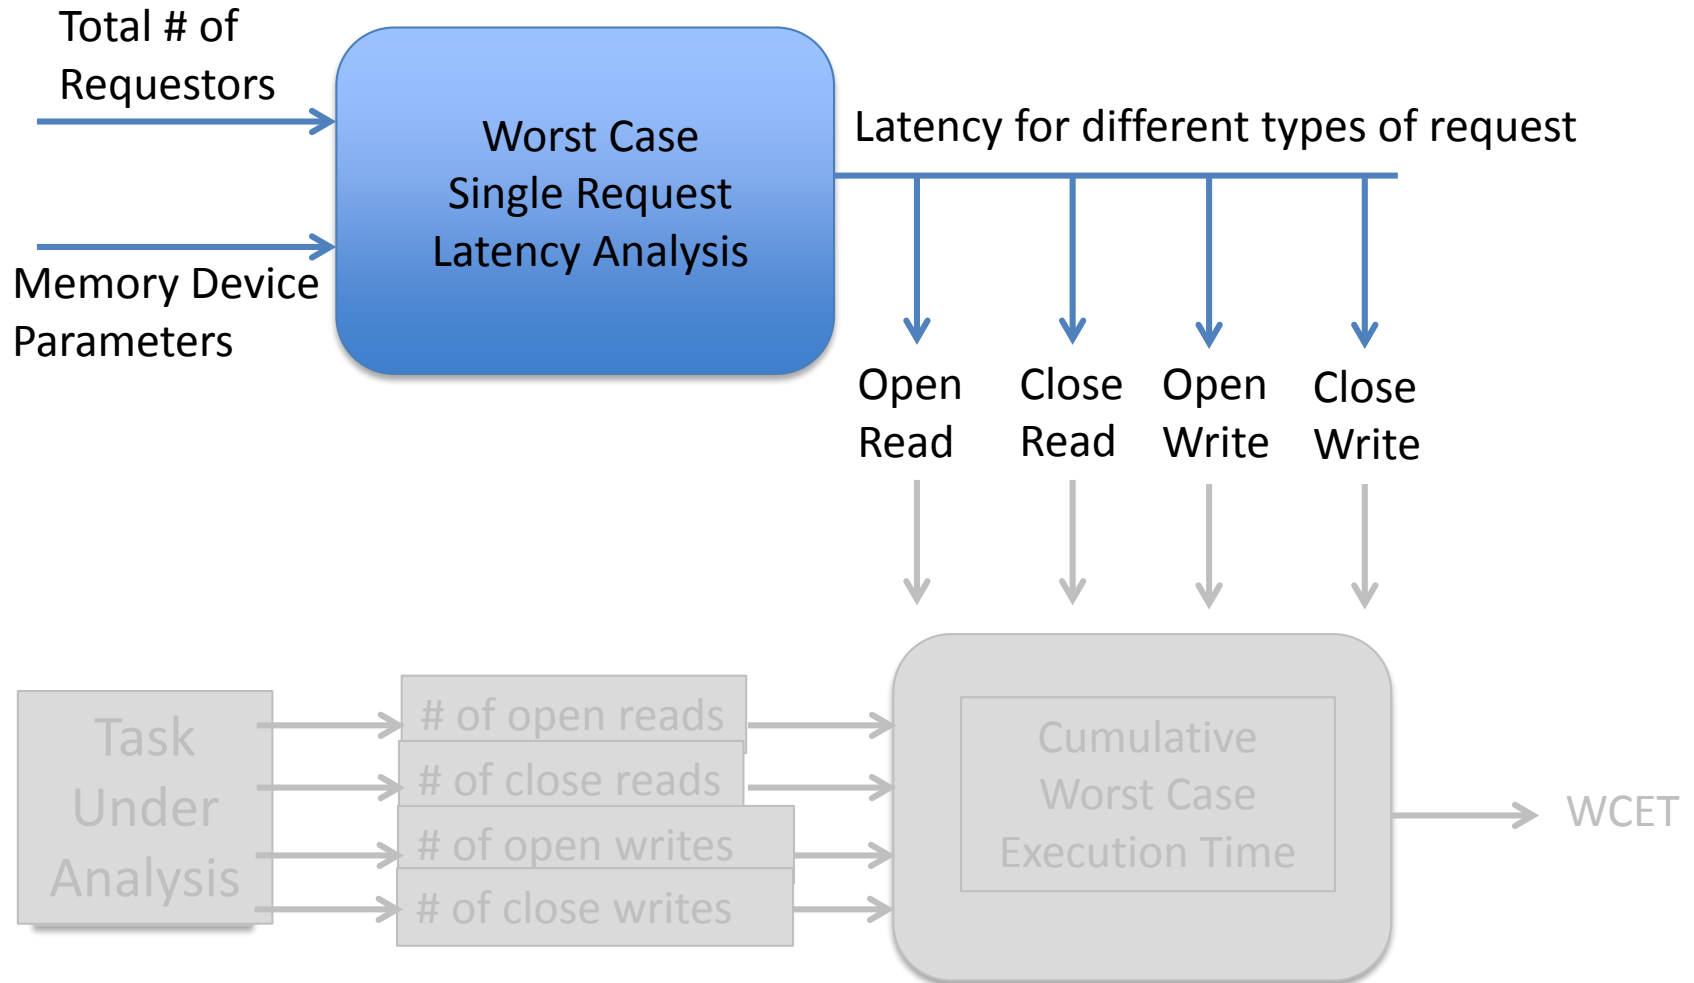 Total # of
Requestors
Memory Device
Parameters
Worst Case
Single Request
Latency Analysis
Latency for different types of request
Open
Read
Close
Read
Open
Write
Close
Write
Task
Under
Analysis
# of open reads
# of close reads
# of open writes
# of close writes
Cumulative
Worst Case
Execution Time
WCET